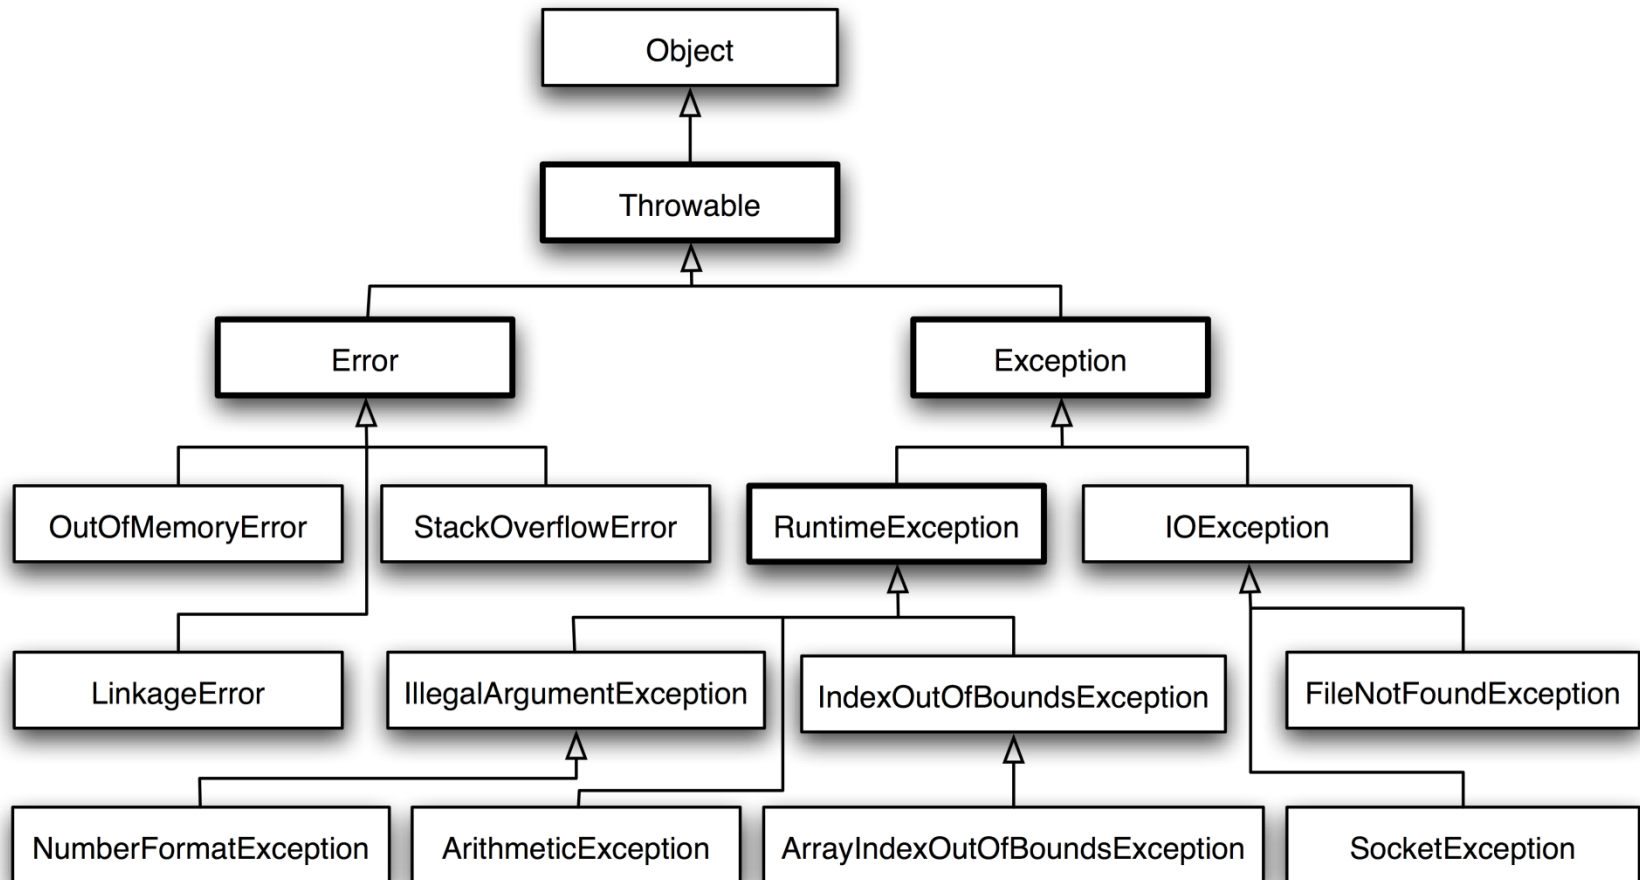 Object
Throwable
Error
Exception
OutOfMemoryError
StackOverflowError
RuntimeException
IOException
LinkageError
IllegalArgumentException
IndexOutOfBoundsException
FileNotFoundException
NumberFormatException
ArithmeticException
ArrayIndexOutOfBoundsException
SocketException